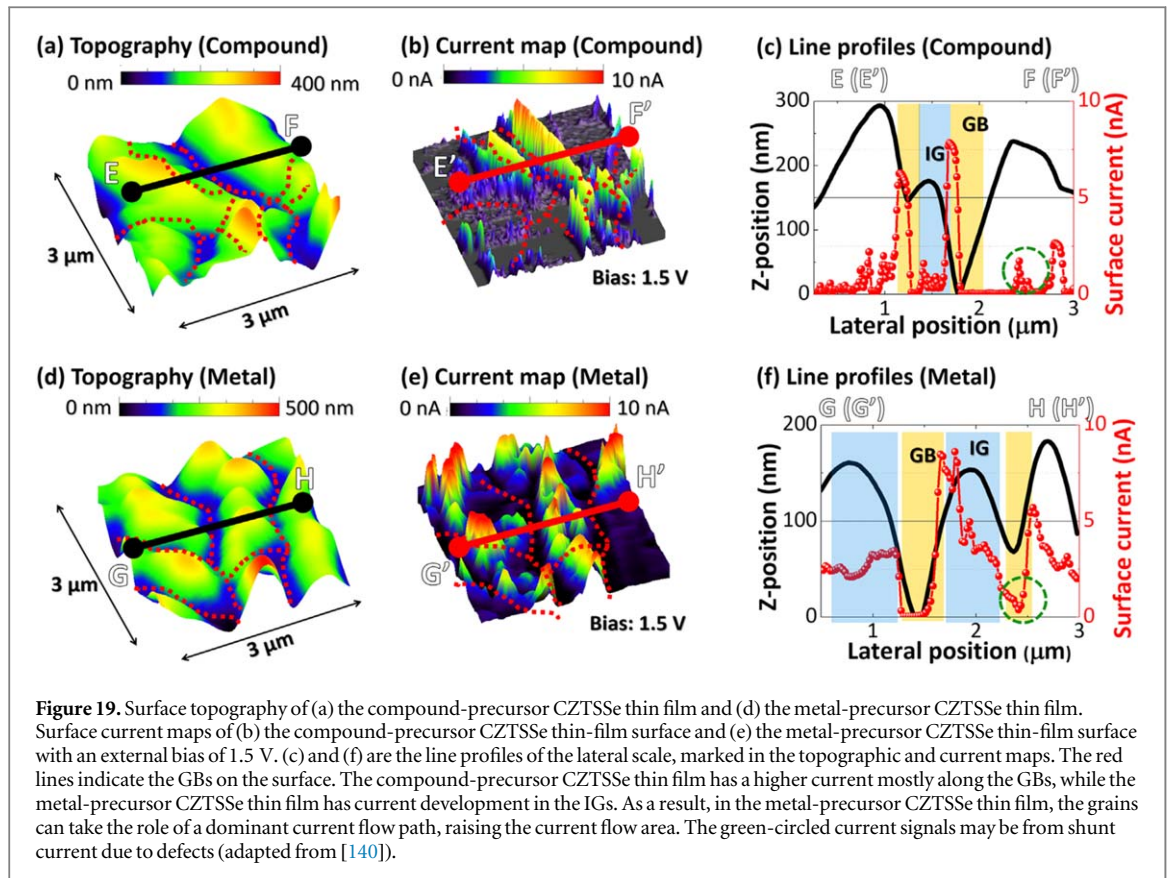 (a) Topography (Compound)
0 nm 400 nm
E
F
3 μm
3 μm
(b) Current map (Compound)
0 nA 10 nA
E′
F′
Bias: 1.5 V
(c) Line profiles (Compound)
E (E′) F (F′)
300
200
100
0
Z-position (nm)
IG
GB
10
5
0
Surface current (nA)
1 2 3
Lateral position (μm)
(d) Topography (Metal)
0 nm 500 nm
G
H
3 μm
3 μm
(e) Current map (Metal)
0 nA 10 nA
G′
H′
Bias: 1.5 V
(f) Line profiles (Metal)
G (G′) H (H′)
200
100
0
Z-position (nm)
GB
IG
10
5
0
Surface current (nA)
1 2 3
Lateral position (μm)
Figure 19. Surface topography of (a) the compound-precursor CZTSSe thin film and (d) the metal-precursor CZTSSe thin film.
Surface current maps of (b) the compound-precursor CZTSSe thin-film surface and (e) the metal-precursor CZTSSe thin-film surface
with an external bias of 1.5 V. (c) and (f) are the line profiles of the lateral scale, marked in the topographic and current maps. The red
lines indicate the GBs on the surface. The compound-precursor CZTSSe thin film has a higher current mostly along the GBs, while the
metal-precursor CZTSSe thin film has current development in the IGs. As a result, in the metal-precursor CZTSSe thin film, the grains
can take the role of a dominant current flow path, raising the current flow area. The green-circled current signals may be from shunt
current due to defects (adapted from [140]).